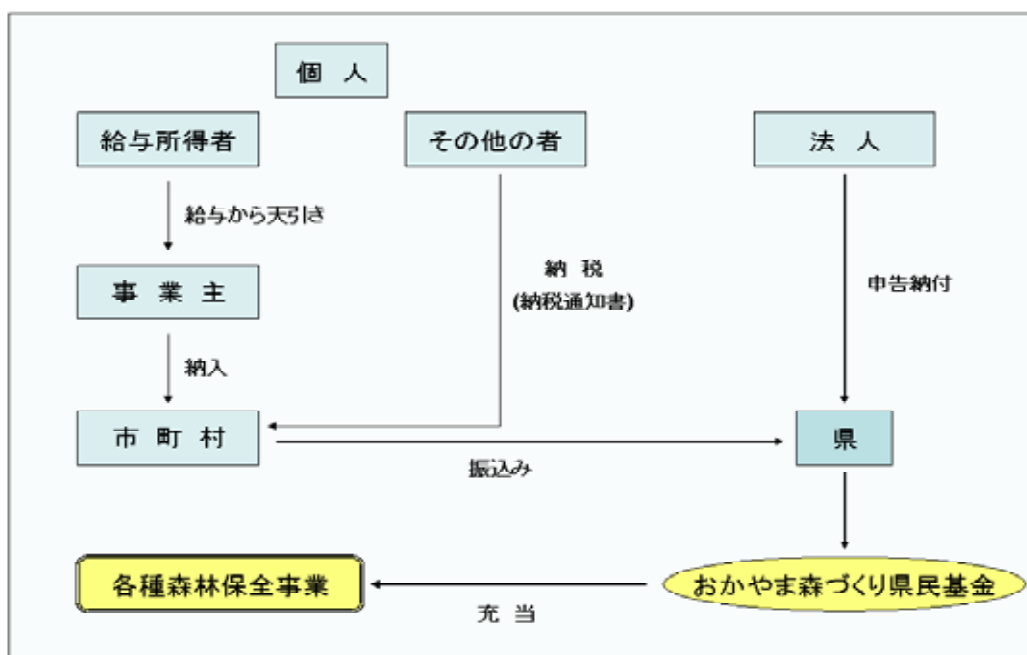 個 人
給与所得者
その他の者
法 人
給与から天引き
事 業 主
納 税
(納税通知書)
申告納付
納入
市 町 村
県
振込み
各種森林保全事業
おかやま森づくり県民基金
充 当